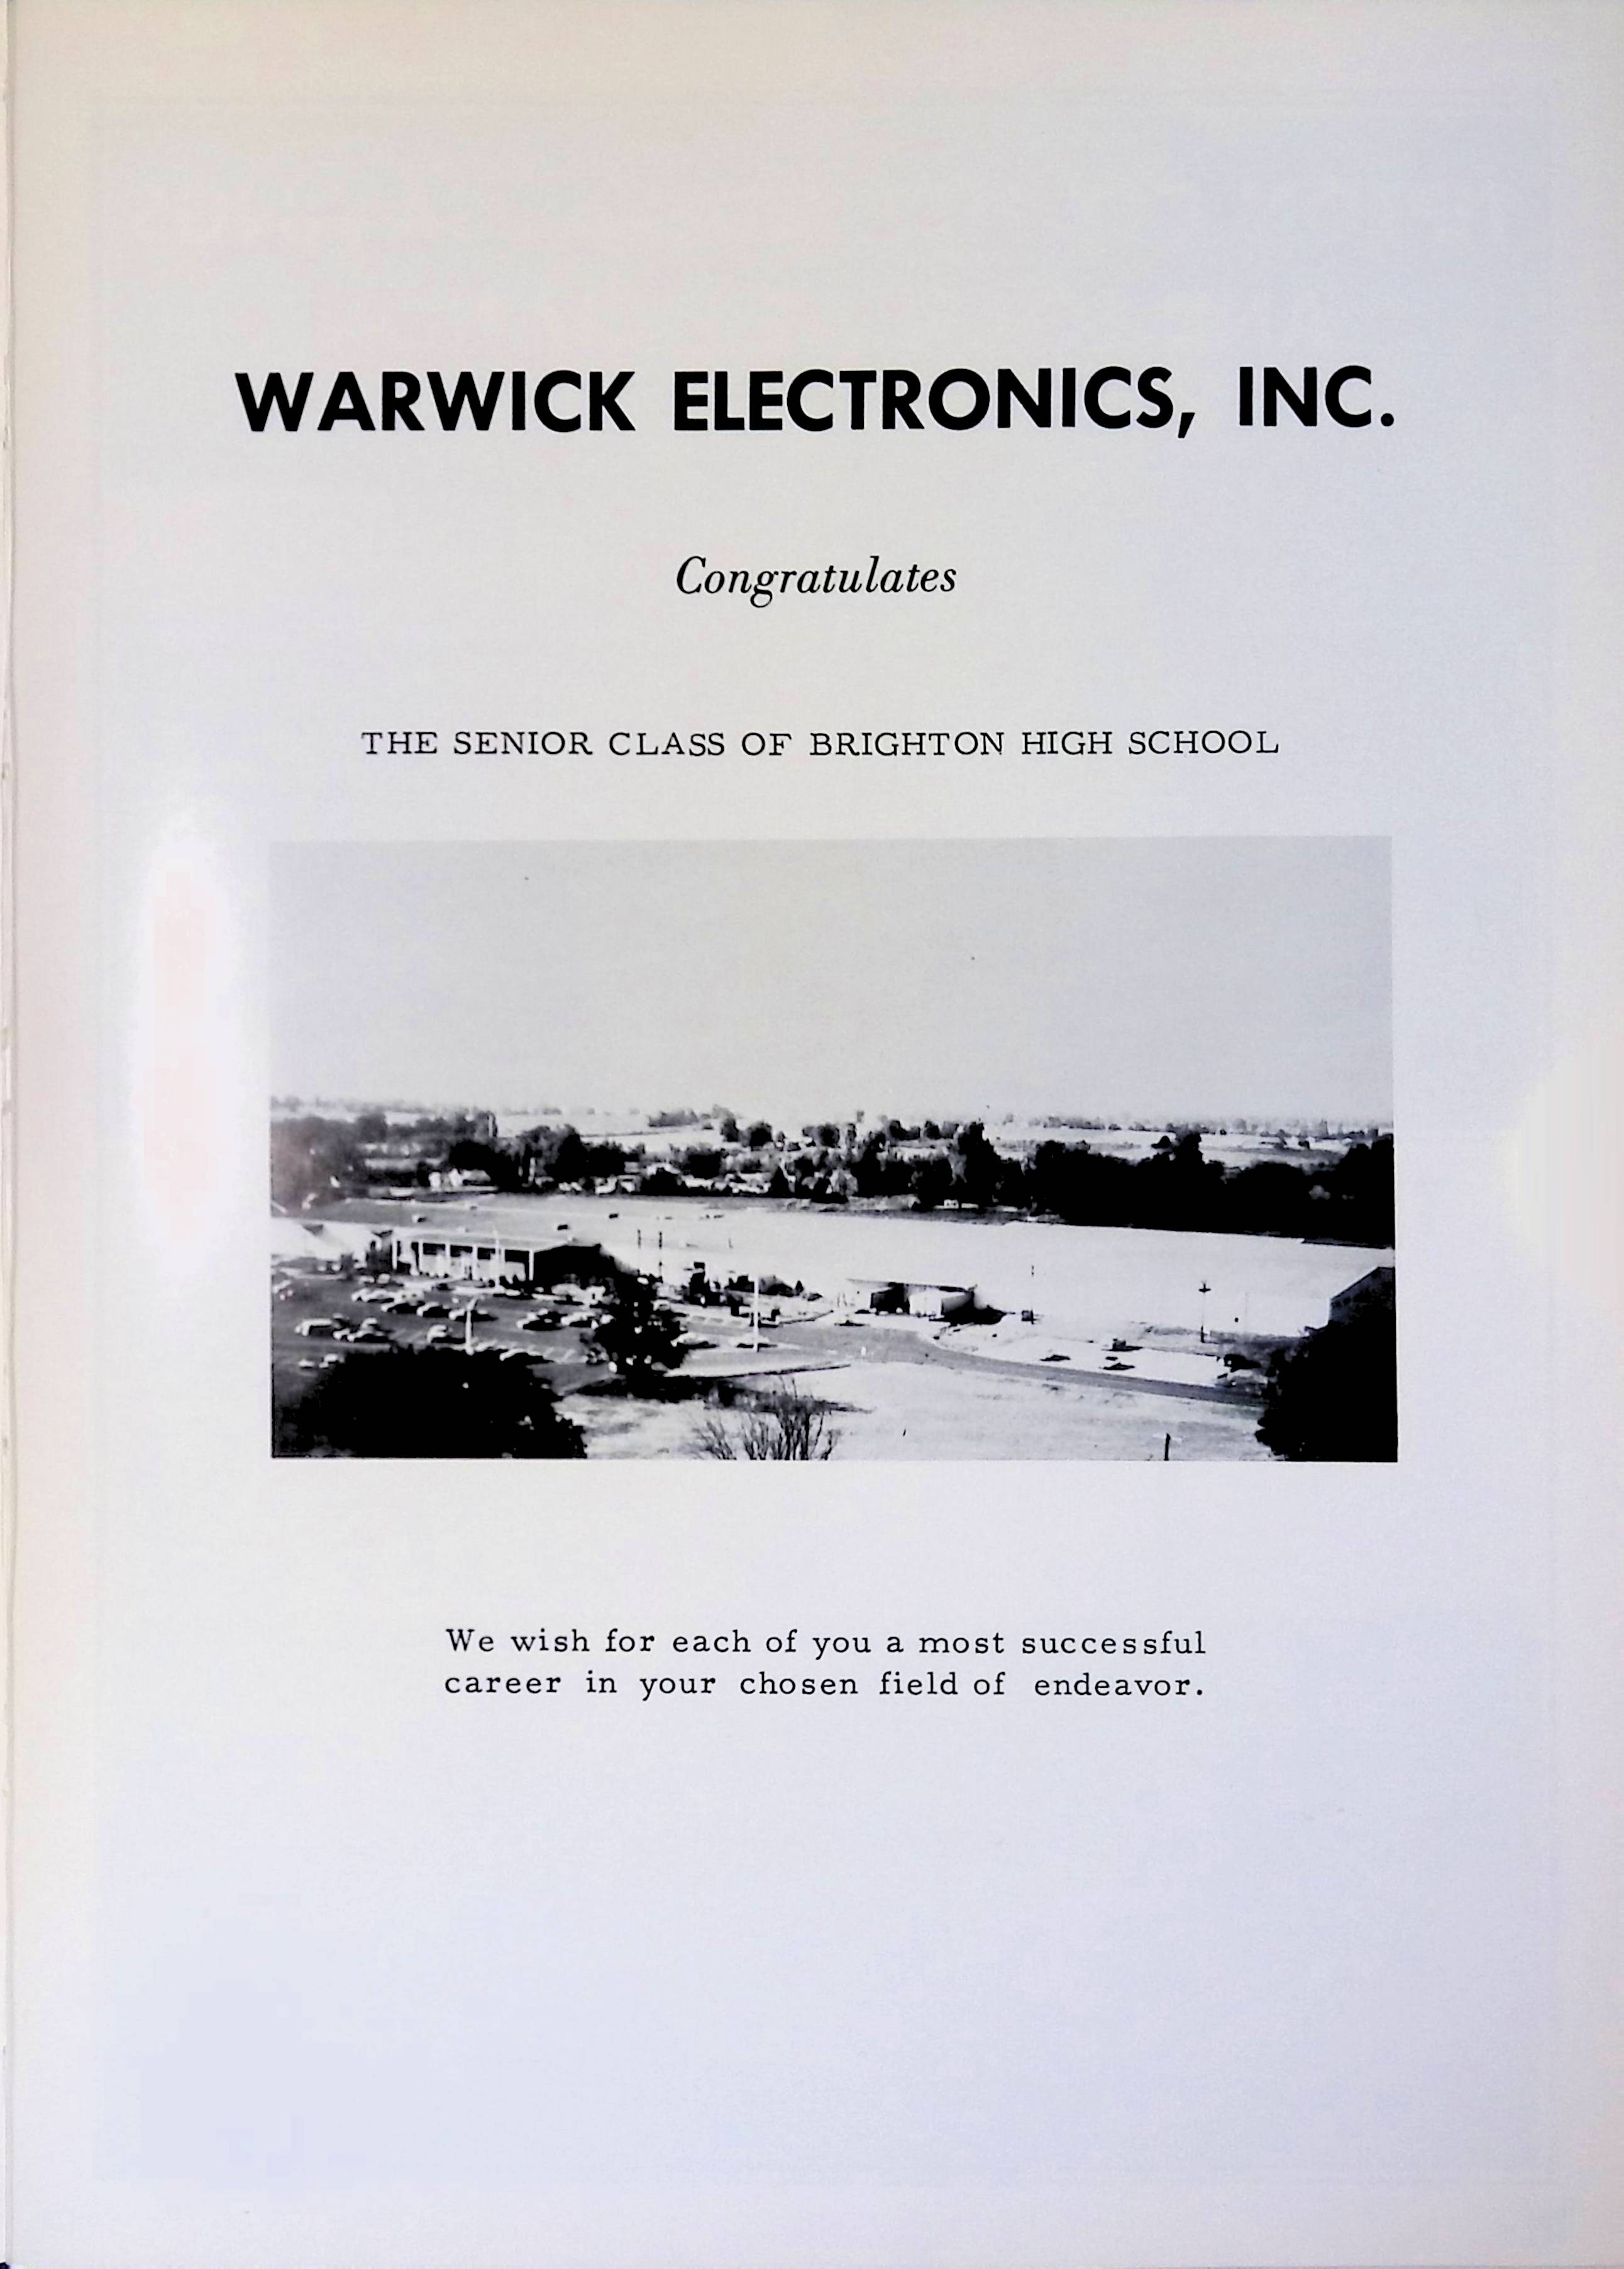 WARWICK ELECTRONICS, INC.
Congratulates
THE SENIOR CLASS OF BRIGHTON HIGH SCHOOL
We wish for each of you a most successful
career in your chosen field of endeavor.